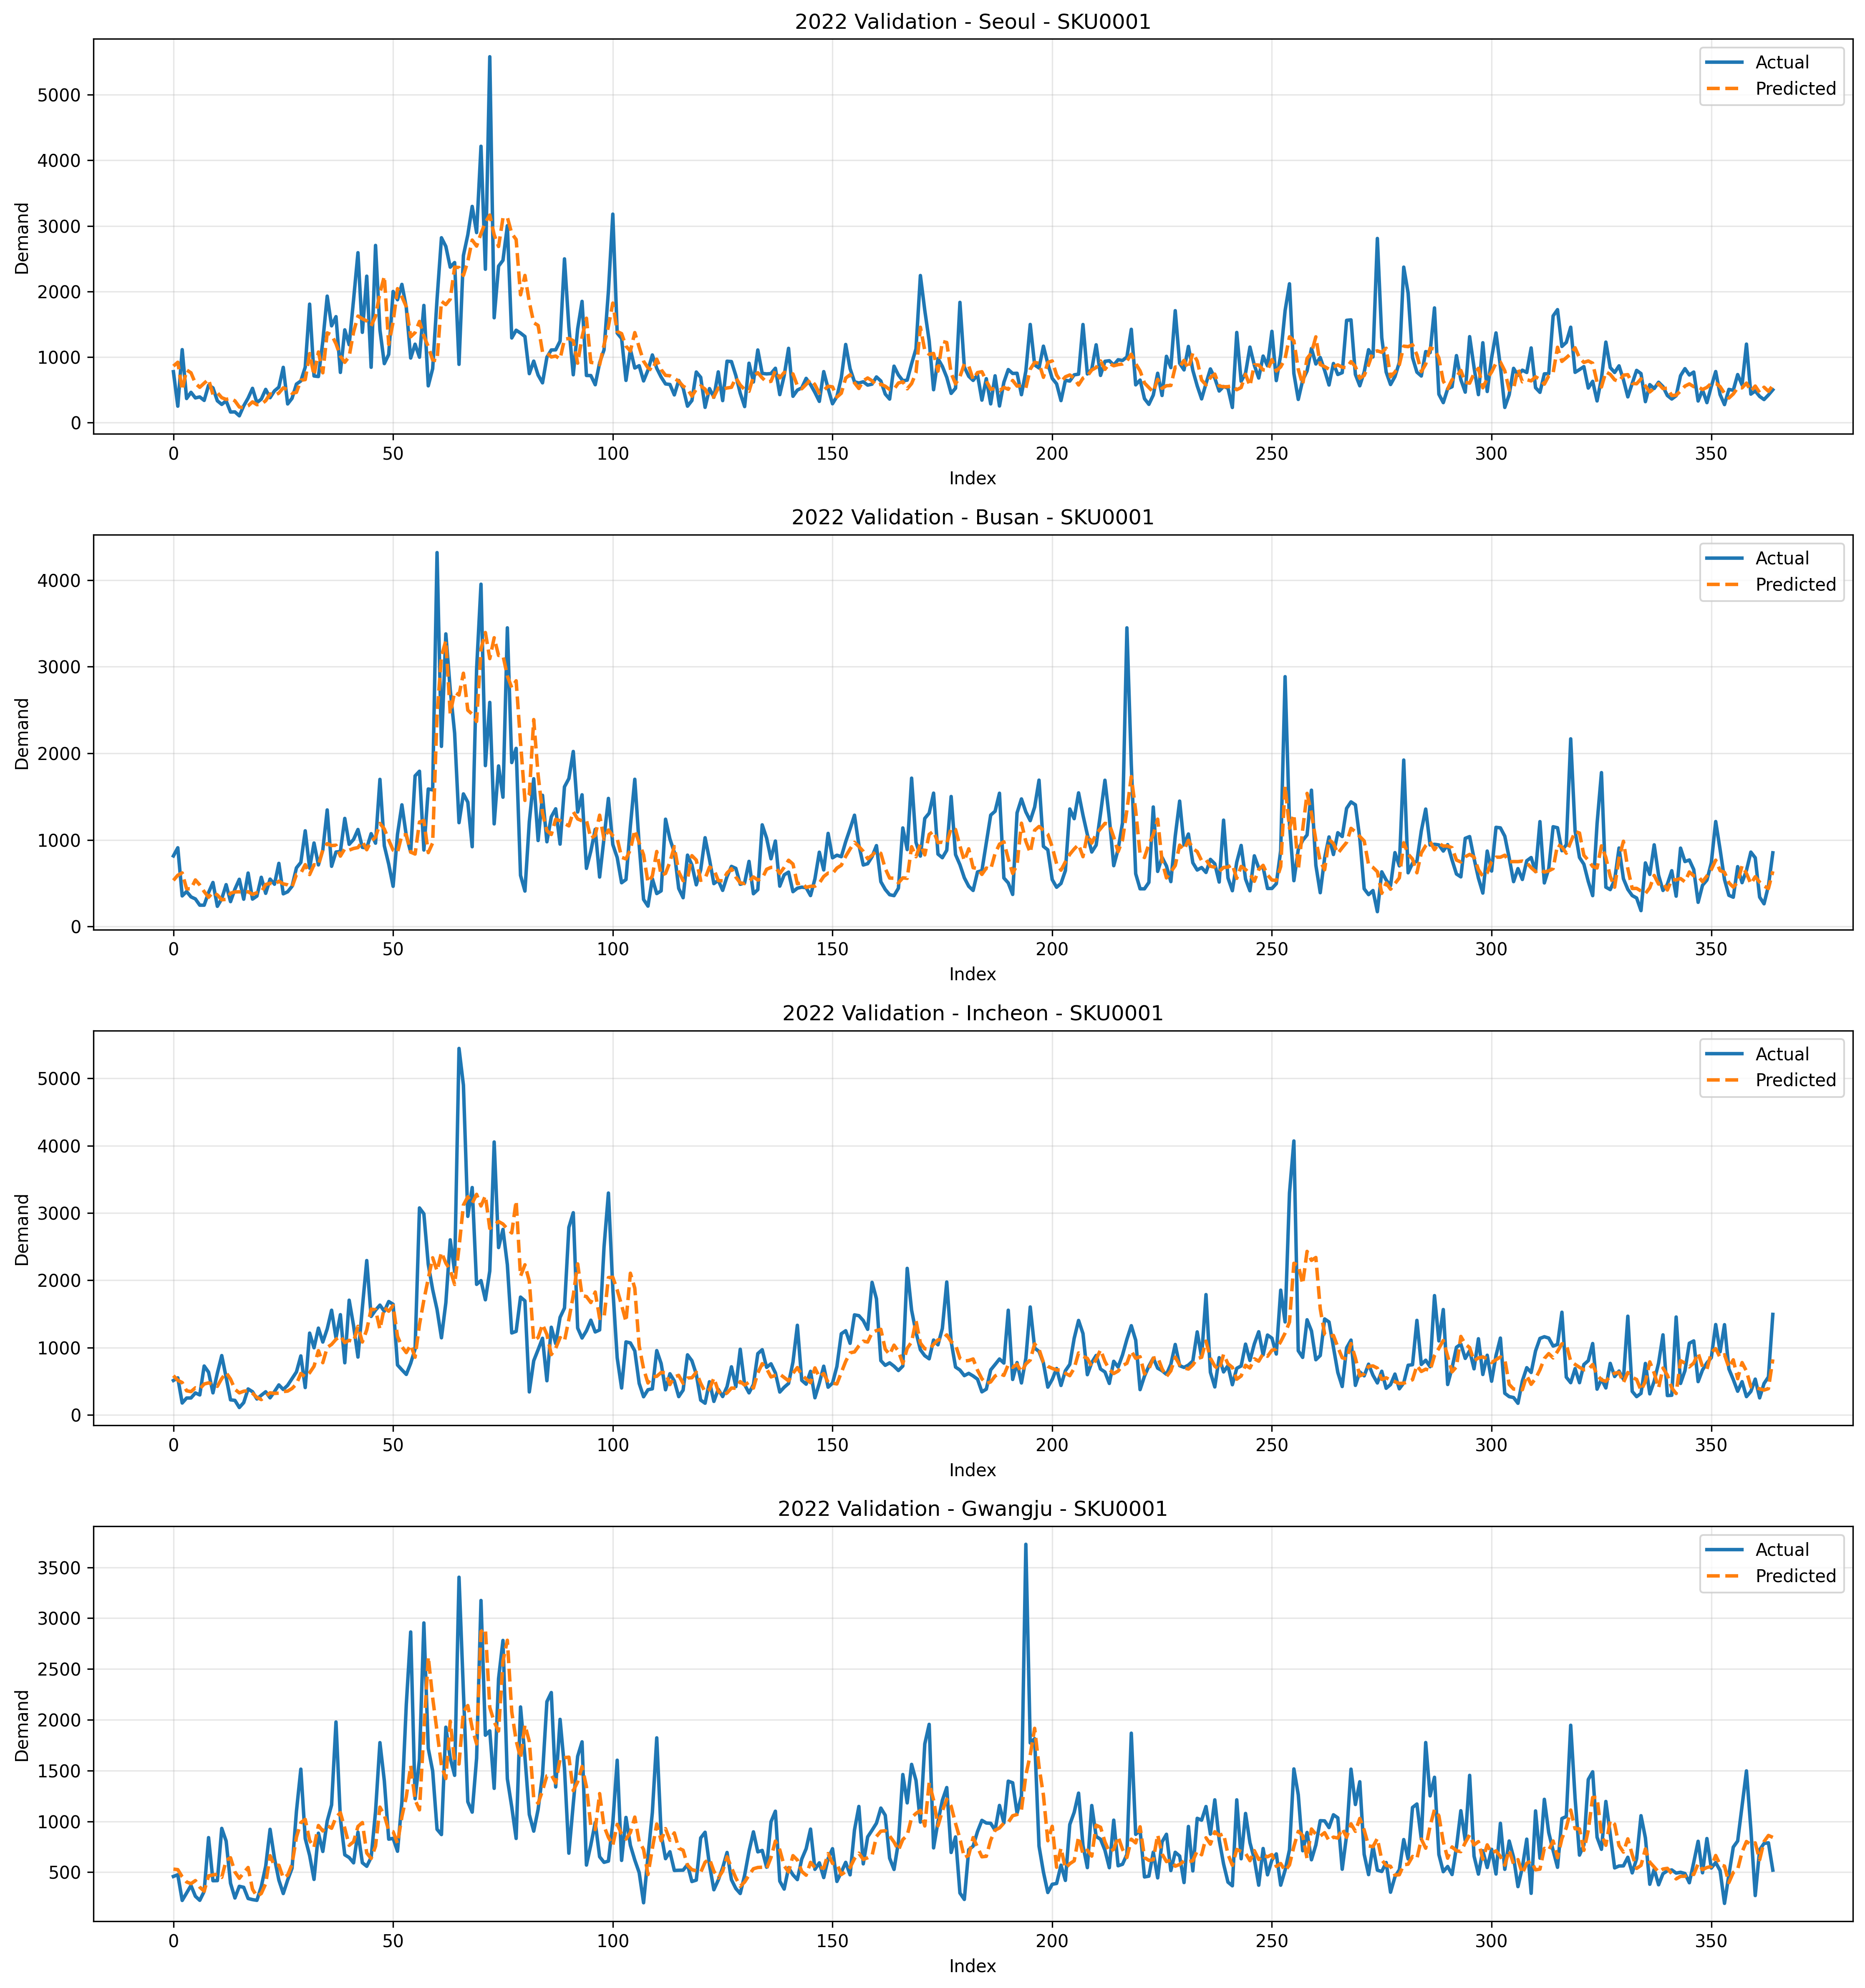 2022 Validation - Seoul - SKU0001
Actual
Predicted
Demand
5000
4000
3000
2000
1000
0
0 50 100 150 200 250 300 350
Index
2022 Validation - Busan - SKU0001
Actual
Predicted
Demand
4000
3000
2000
1000
0
0 50 100 150 200 250 300 350
Index
2022 Validation - Incheon - SKU0001
Actual
Predicted
Demand
5000
4000
3000
2000
1000
0
0 50 100 150 200 250 300 350
Index
2022 Validation - Gwangju - SKU0001
Actual
Predicted
Demand
3500
3000
2500
2000
1500
1000
500
0 50 100 150 200 250 300 350
Index